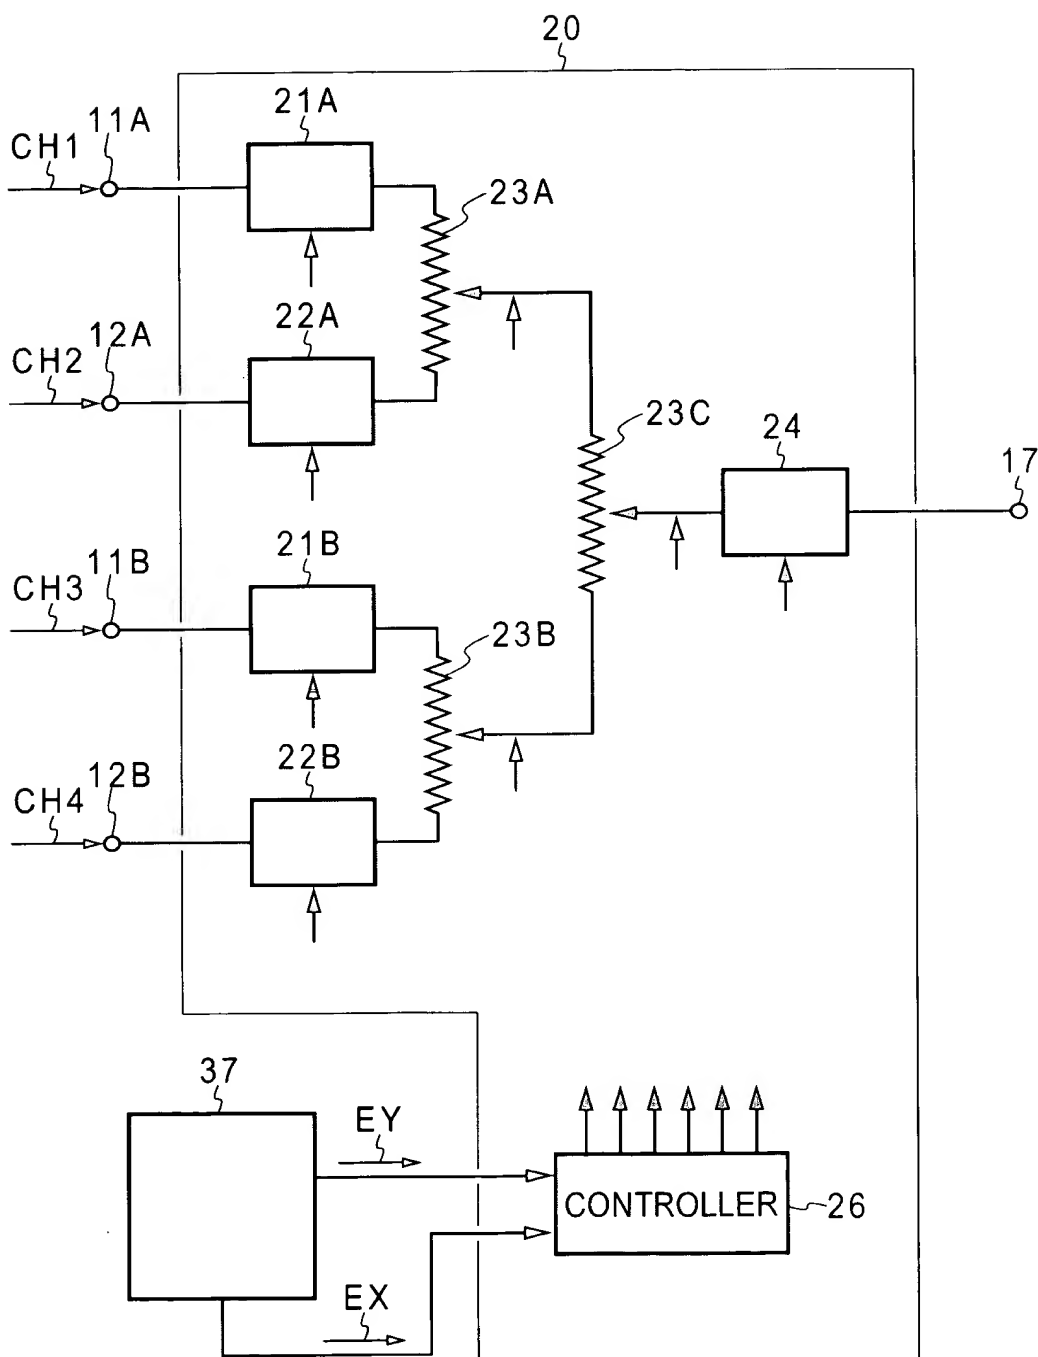 20
21A
11A
CH1
23A
22A
12A
CH2
23C
24
17
21B
11B
CH3
23B
22B
12B
CH4
37
EY
CONTROLLER
26
EX